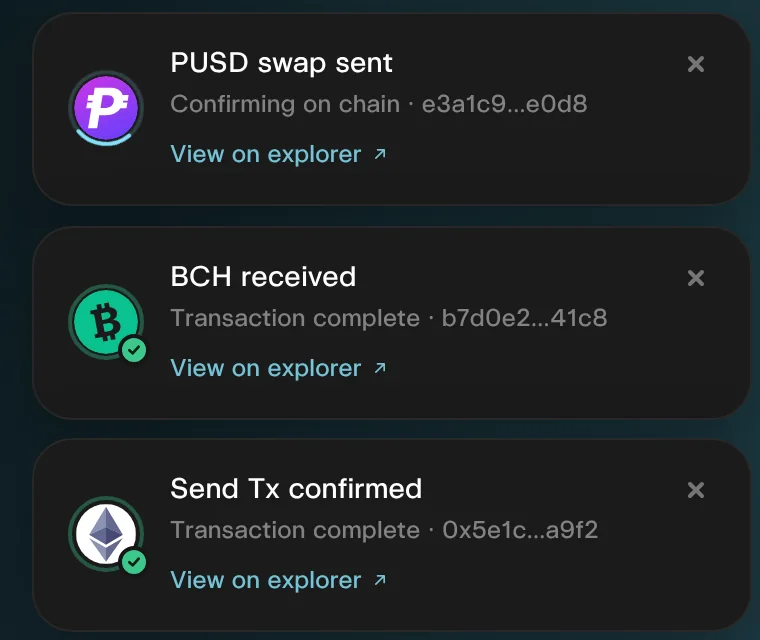 PUSD swap sent
Confirming on chain · e3a1c9...e0d8
View on explorer ↗
BCH received
Transaction complete · b7d0e2...41c8
View on explorer ↗
Send Tx confirmed
Transaction complete · 0x5e1c...a9f2
View on explorer ↗